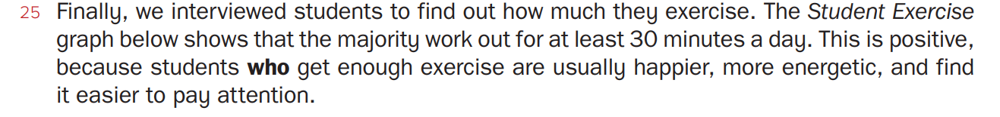 25 Finally, we interviewed students to find out how much they exercise. The Student Exercise
graph below shows that the majority work out for at least 30 minutes a day. This is positive,
because students who get enough exercise are usually happier, more energetic, and find
it easier to pay attention.